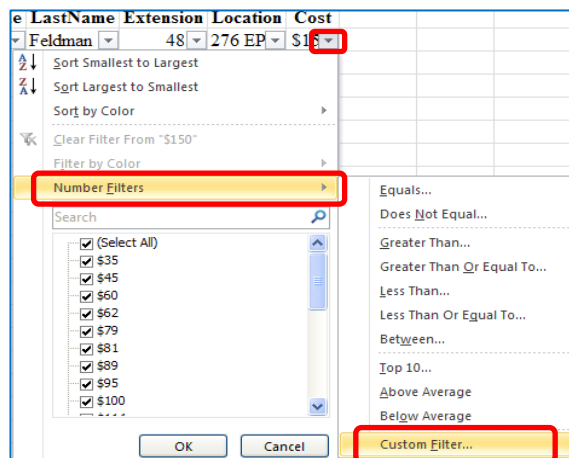 e LastName Extension Location Cost
Feldman 48 276 EP $15
Sort Smallest to Largest
Sort Largest to Smallest
Sort by Color
Clear Filter From "$150"
Filter by Color
Number Filters
Search
(Select All)
$35
$45
$60
$62
$79
$81
$89
$95
$100
OK Cancel
Equals...
Does Not Equal...
Greater Than...
Greater Than Or Equal To...
Less Than...
Less Than Or Equal To...
Between...
Top 10...
Above Average
Below Average
Custom Filter...